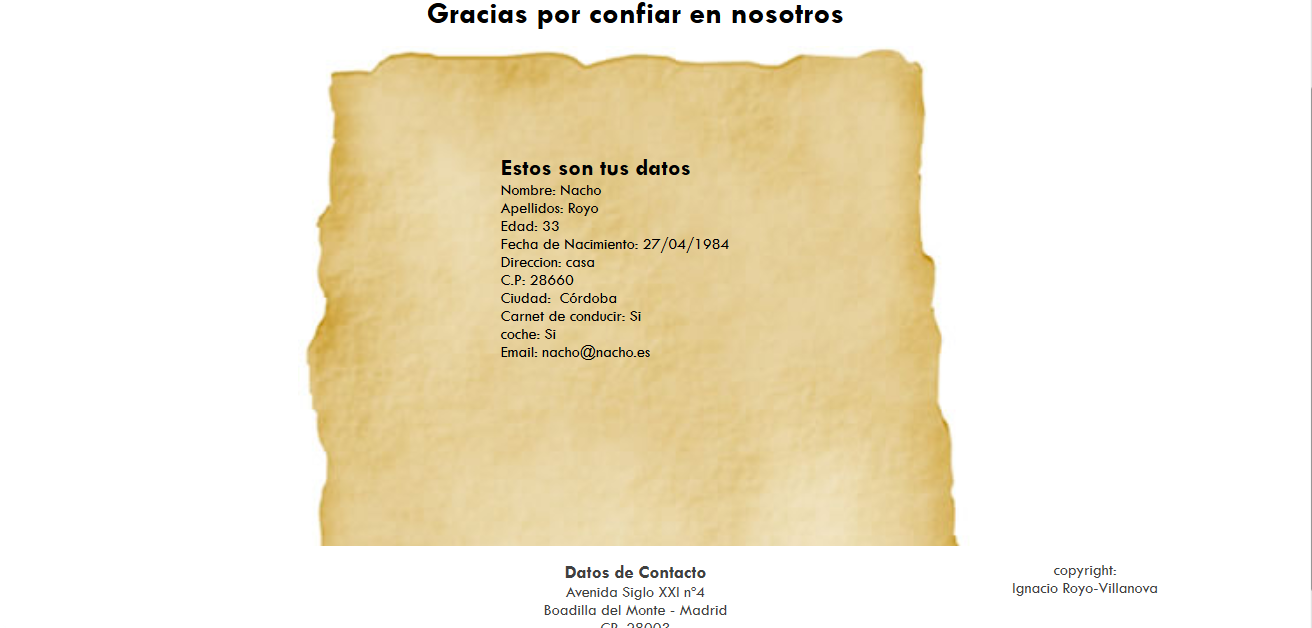 Gracias por confiar en nosotros
Estos son tus datos
Nombre: Nacho
Apellidos: Royo
Edad: 33
Fecha de Nacimiento: 27/04/1984
Direccion: casa
C.P: 28660
Ciudad:  Córdoba
Carnet de conducir: Si
coche: Si
Email: nacho@nacho.es
Datos de Contacto
Avenida Siglo XXI nº4
Boadilla del Monte - Madrid
CP. 28003
copyright:
Ignacio Royo-Villanova